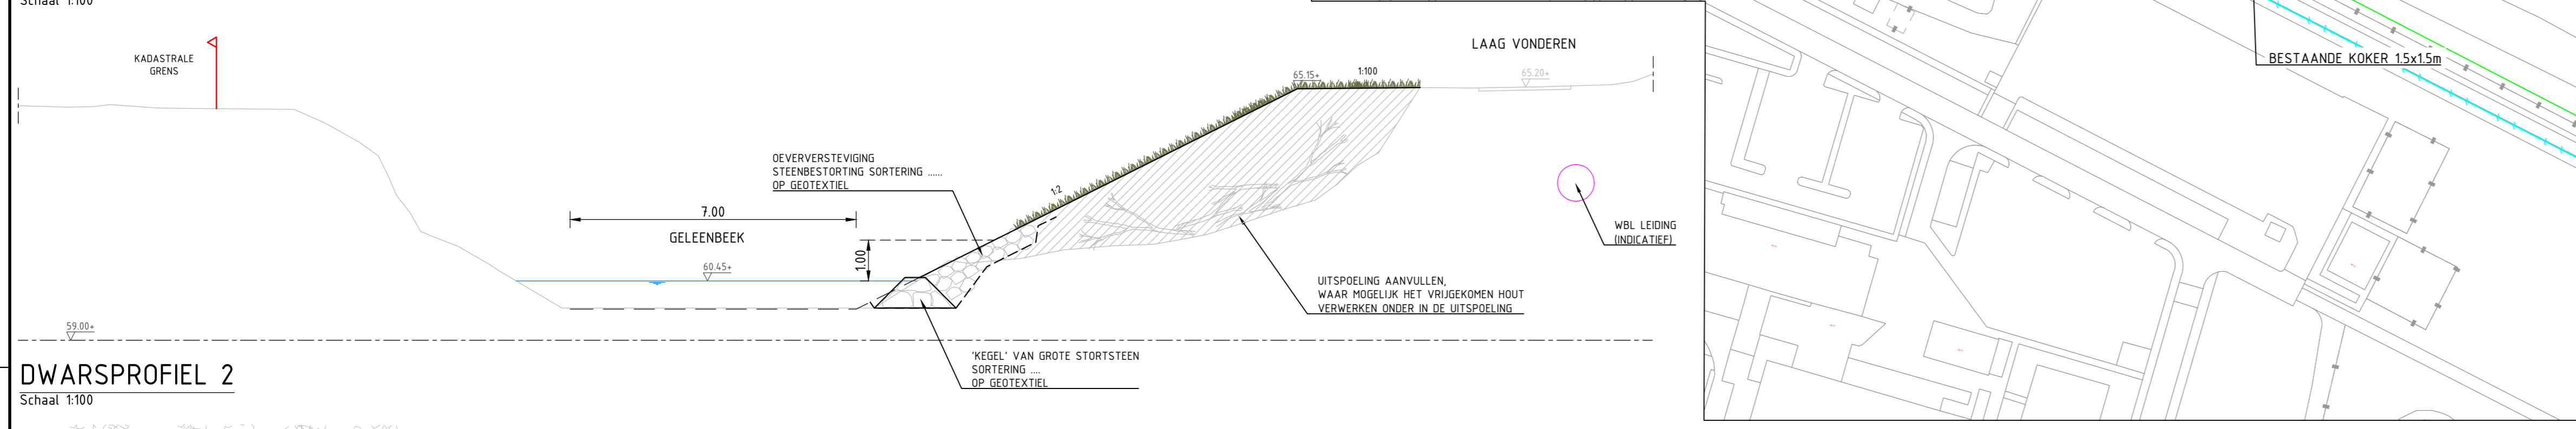 Schaal 1:100
KADASTRALE
GRENS
LAAG VONDEREN
65.15+
1:100
65.20+
BESTAANDE KOKER 1.5x1.5m
OEVERVERSTEVIGING
STEENBESTORTING SORTERING ......
OP GEOTEXTIEL
1:2
7.00
GELEENBEEK
1.00
60.45+
WBL LEIDING
(INDICATIEF)
UITSPOELING AANVULLEN,
WAAR MOGELIJK HET VRIJGEKOMEN HOUT
VERWERKEN ONDER IN DE UITSPOELING
59.00+
'KEGEL' VAN GROTE STORTSTEEN
SORTERING ....
OP GEOTEXTIEL
DWARSPROFIEL 2
Schaal 1:100